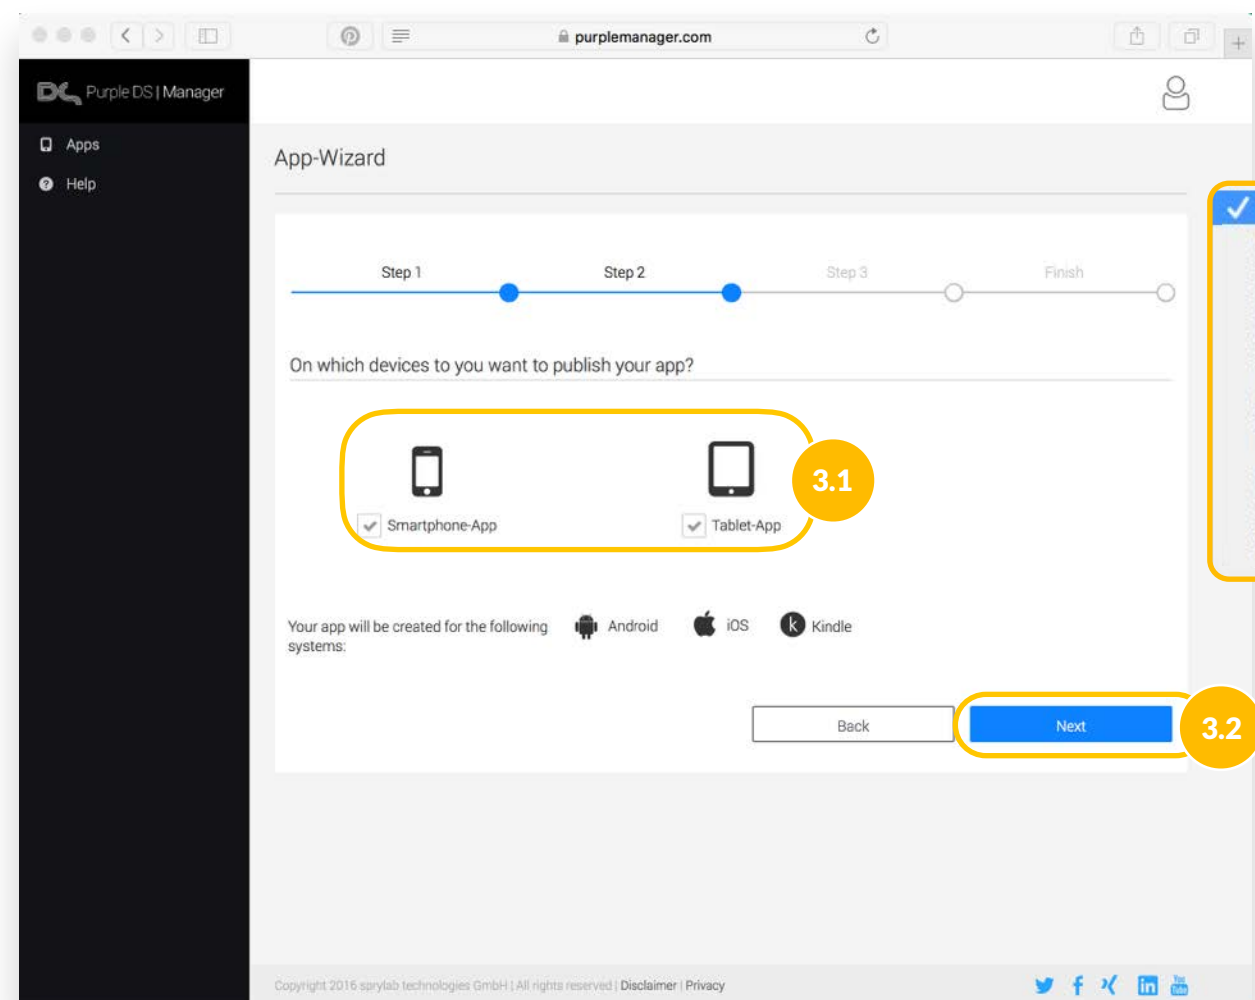 purplemanager.com
Purple DS | Manager
Apps
Help
App-Wizard
Step 1 Step 2 Step 3 Finish
On which devices to you want to publish your app?
3.1
Smartphone-App Tablet-App
Your app will be created for the following Android iOS Kindle
systems:
Back Next 3.2
Copyright 2016 sprylab technologies GmbH | All rights reserved | Disclaimer | Privacy
You
Tube